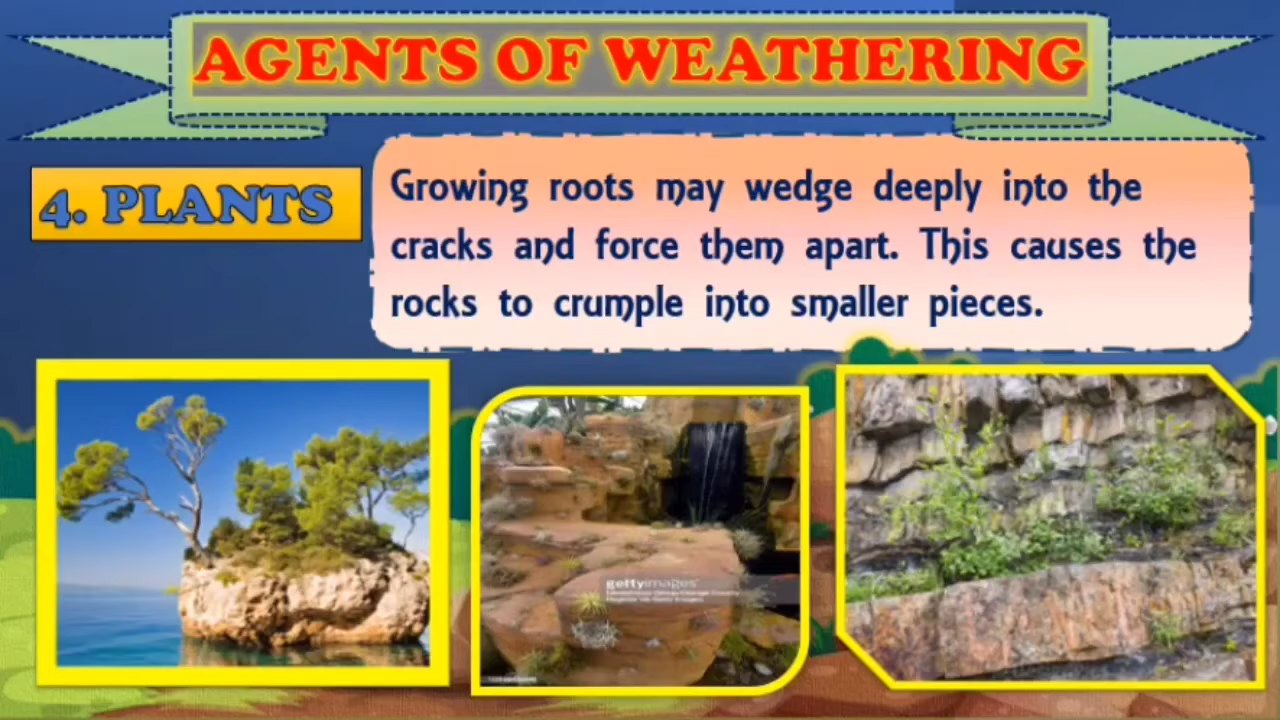 AGENTS OF WEATHERING
4. PLANTS
Growing roots may wedge deeply into the
cracks and force them apart. This causes the
rocks to crumple into smaller pieces.
gettyimages